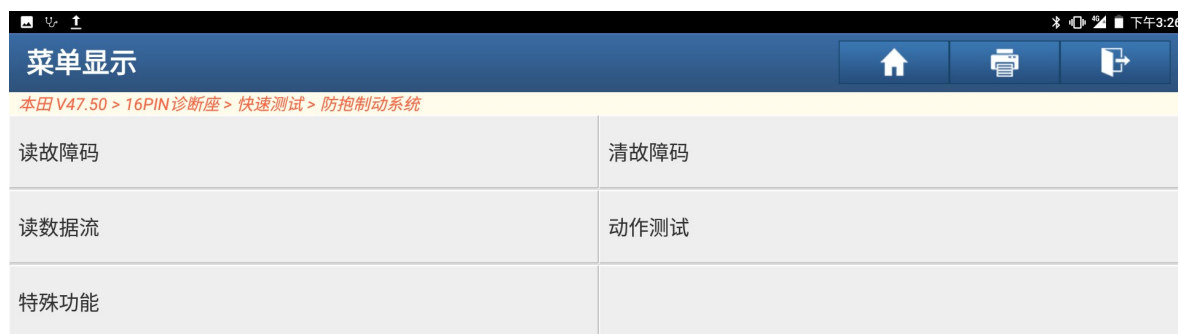 4G 下午3:26
菜单显示
本田 V47.50 > 16PIN诊断座 > 快速测试 > 防抱制动系统
读故障码 清故障码
读数据流 动作测试
特殊功能